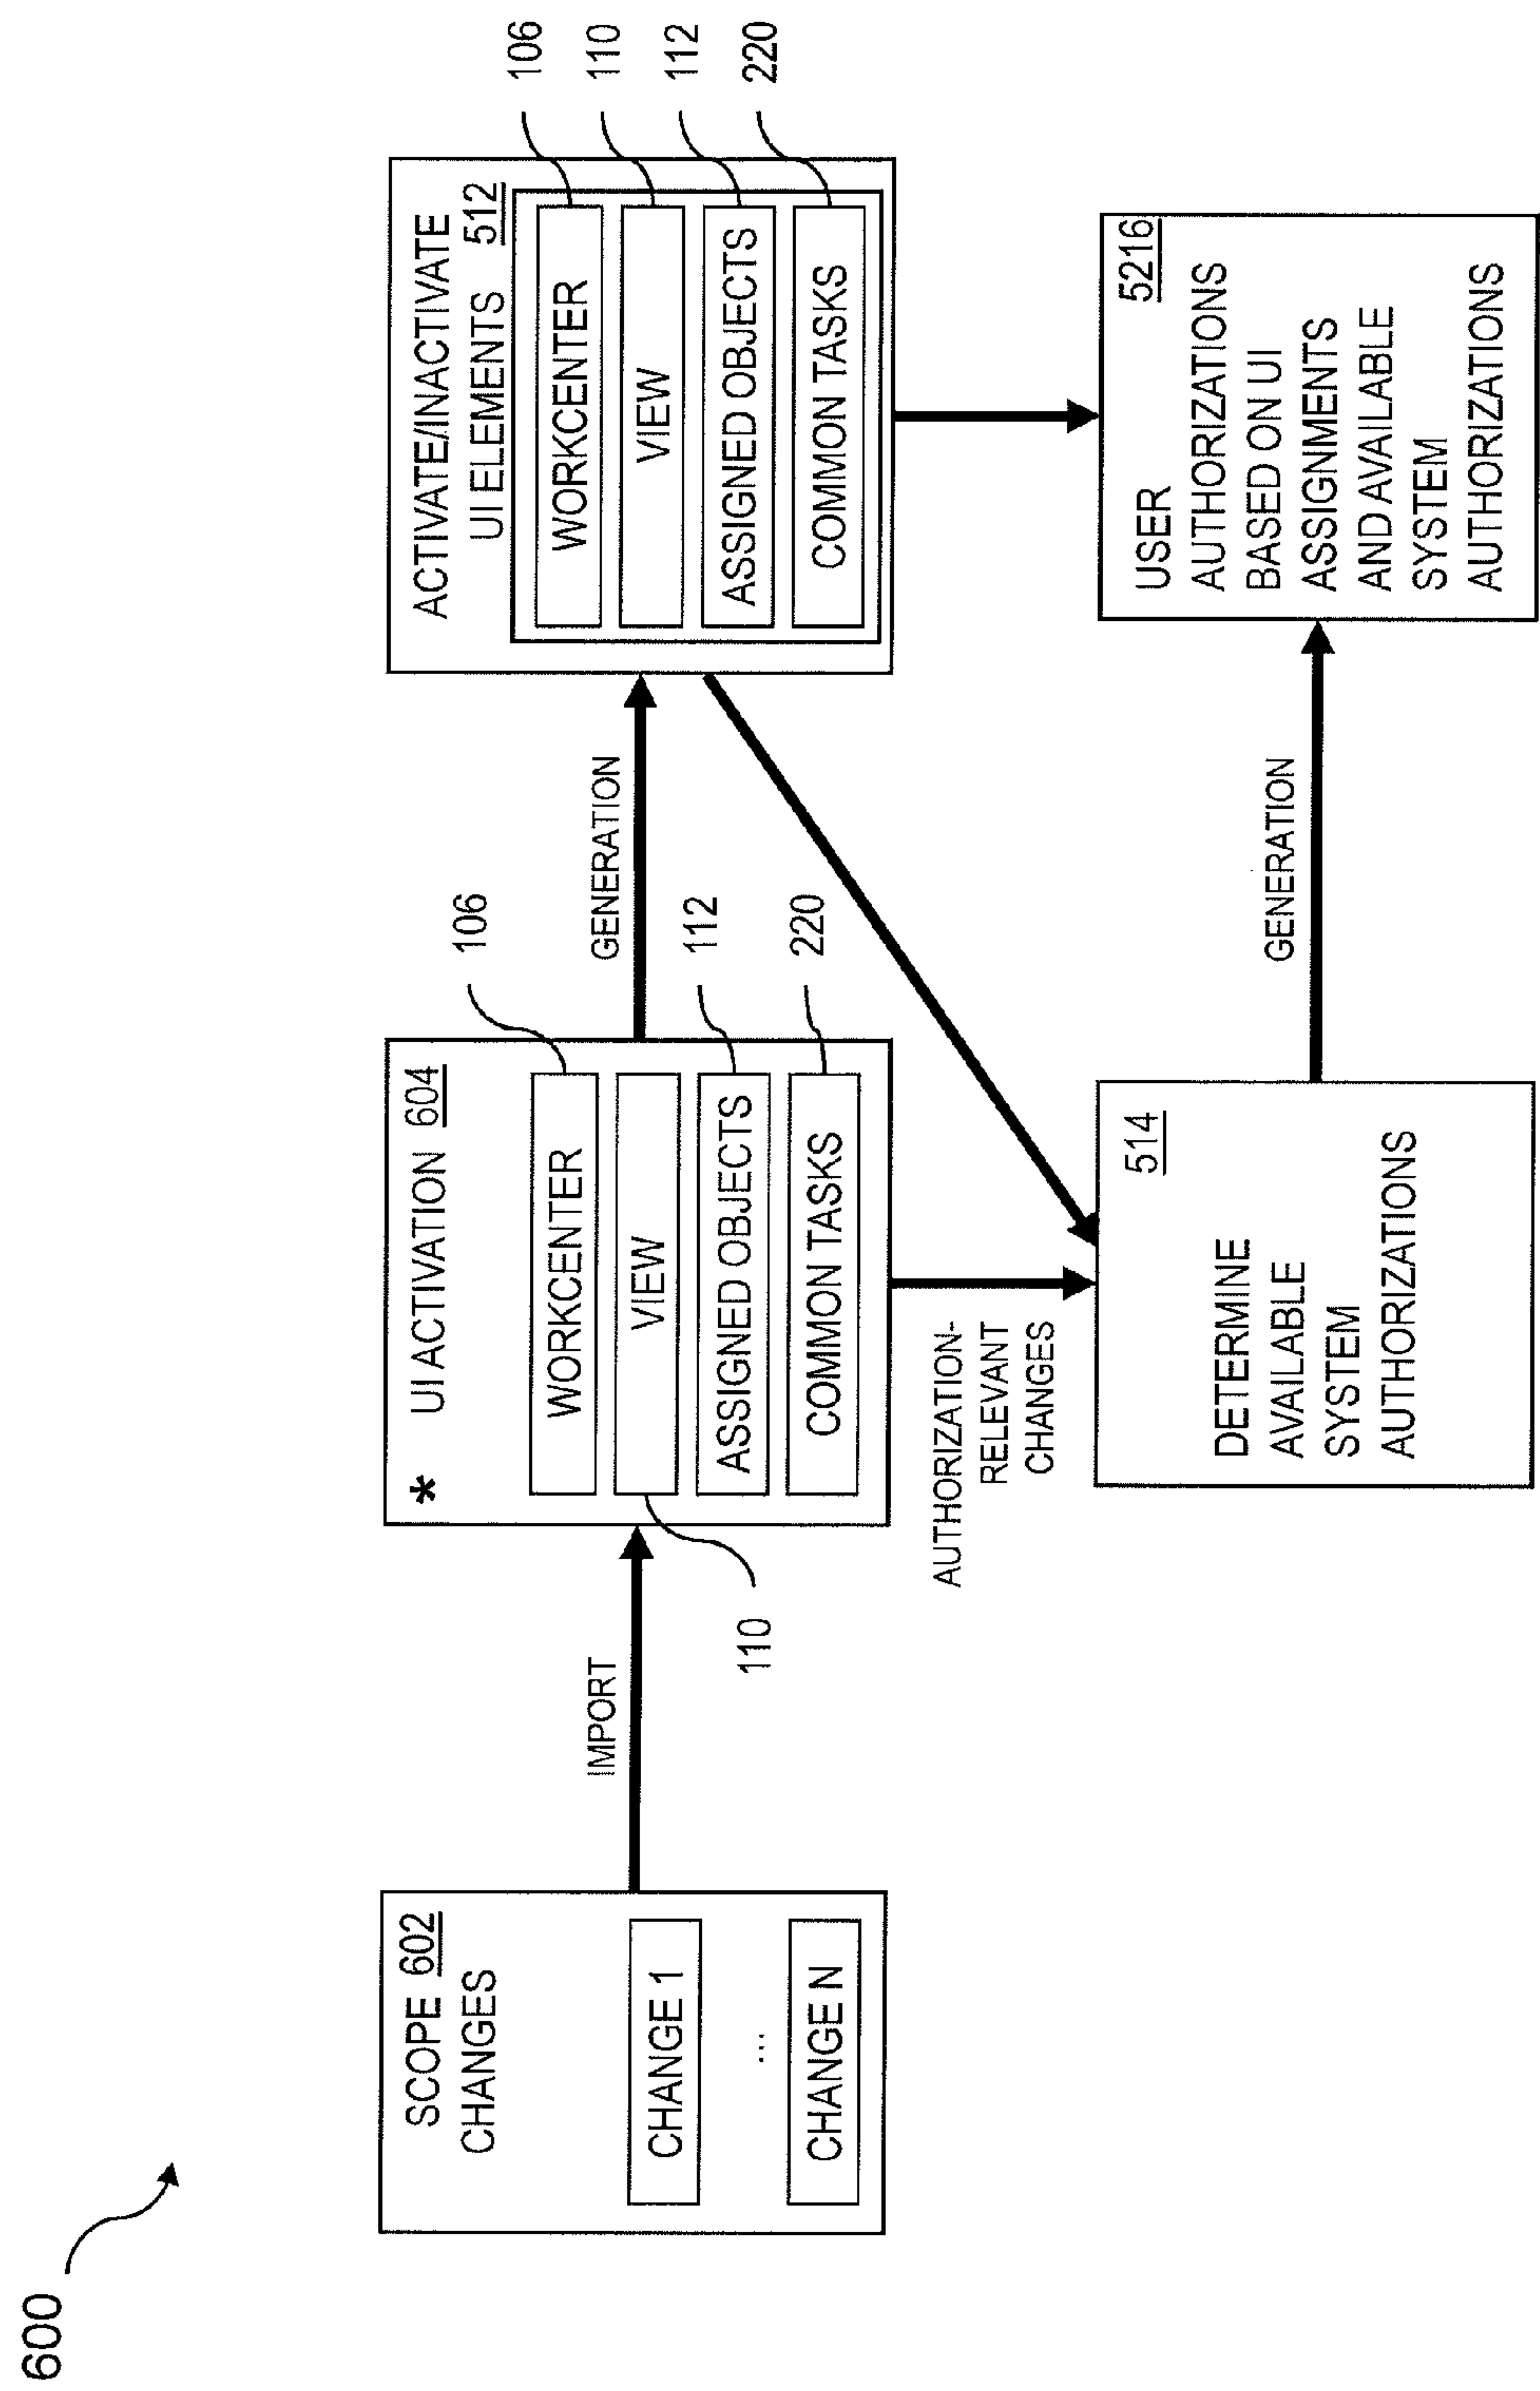 600
SCOPE 602
CHANGES
CHANGE 1
...
CHANGE N
IMPORT
* UI ACTIVATION 604
WORKCENTER
VIEW
ASSIGNED OBJECTS
COMMON TASKS
106
110
112
220
GENERATION
ACTIVATE/INACTIVATE
UI ELEMENTS 512
WORKCENTER
VIEW
ASSIGNED OBJECTS
COMMON TASKS
106
110
112
220
AUTHORIZATION-
RELEVANT
CHANGES
514
DETERMINE
AVAILABLE
SYSTEM
AUTHORIZATIONS
GENERATION
5216
USER
AUTHORIZATIONS
BASED ON UI
ASSIGNMENTS
AND AVAILABLE
SYSTEM
AUTHORIZATIONS